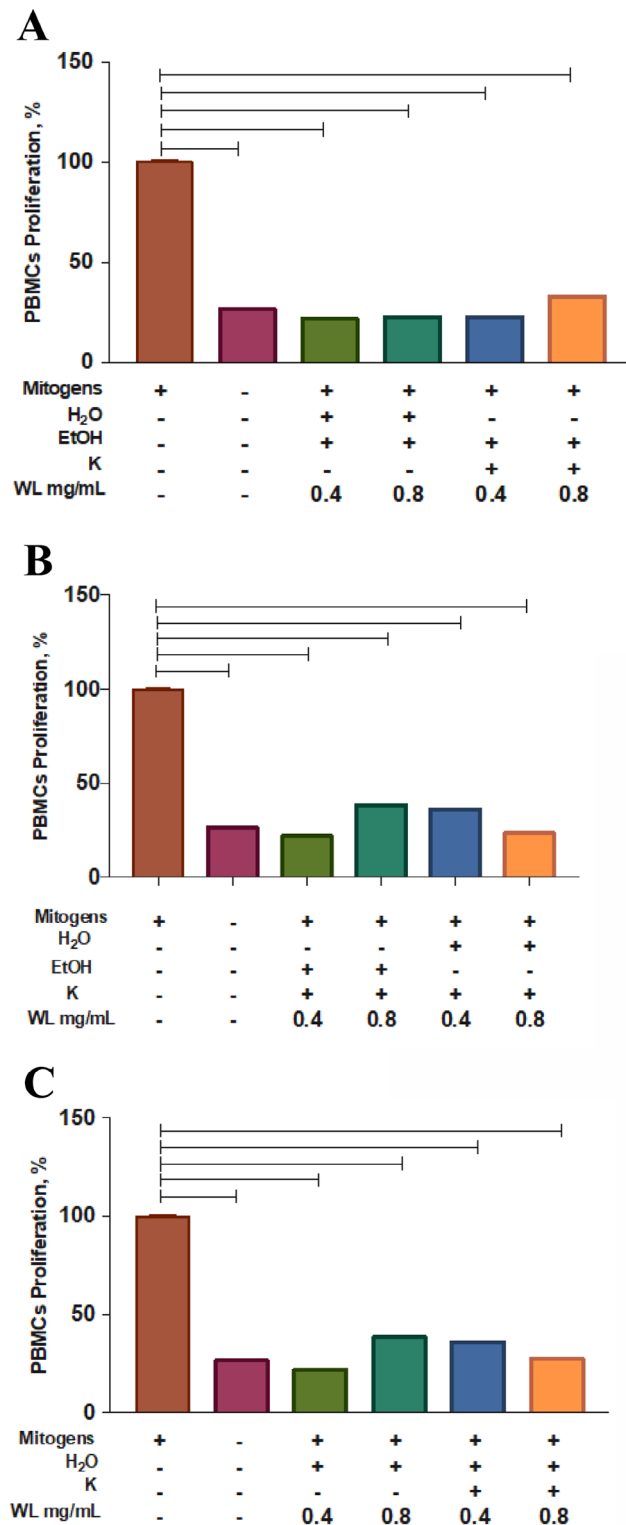 A
150
100
50
0
PBMCs Proliferation, %
Mitogens + - + + + +
H₂O - - + + - -
EtOH - - + + + +
K - - - - + +
WL mg/mL - - 0.4 0.8 0.4 0.8
B
150
100
50
0
PBMCs Proliferation, %
Mitogens + - + + + +
H₂O - - - - + +
EtOH - - + + - -
K - - + + + +
WL mg/mL - - 0.4 0.8 0.4 0.8
C
150
100
50
0
PBMCs Proliferation, %
Mitogens + - + + + +
H₂O - - + + + +
K - - - - + +
WL mg/mL - - 0.4 0.8 0.4 0.8